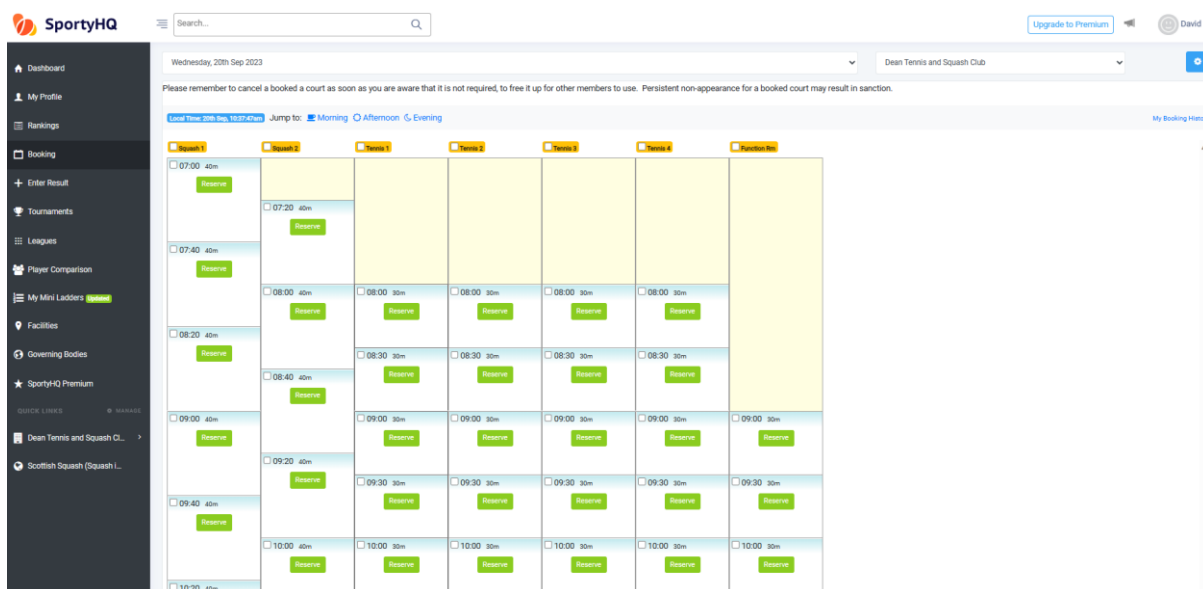 SportyHQ
Search...
Upgrade to Premium
David
Dashboard
My Profile
Rankings
Booking
Enter Result
Tournaments
Leagues
Player Comparison
My Mini Ladders Updated
Facilities
Governing Bodies
SportyHQ Premium
QUICK LINKS MANAGE
Dean Tennis and Squash Cl...
Scottish Squash (Squash i...
Wednesday, 20th Sep 2023 Dean Tennis and Squash Club
Please remember to cancel a booked a court as soon as you are aware that it is not required, to free it up for other members to use. Persistent non-appearance for a booked court may result in sanction.
Local Time: 20th Sep, 10:37:47am Jump to: Morning Afternoon Evening My Booking Hist
Squash 1 Squash 2 Tennis 1 Tennis 2 Tennis 3 Tennis 4 Function Rm
07:00 40m
Reserve
07:20 40m
Reserve
07:40 40m
Reserve
08:00 40m 08:00 30m 08:00 30m 08:00 30m 08:00 30m
Reserve Reserve Reserve Reserve Reserve
08:20 40m
Reserve
08:30 30m 08:30 30m 08:30 30m 08:30 30m
Reserve Reserve Reserve Reserve
08:40 40m
Reserve
09:00 40m 09:00 30m 09:00 30m 09:00 30m 09:00 30m 09:00 30m
Reserve Reserve Reserve Reserve Reserve Reserve
09:20 40m
Reserve
09:30 30m 09:30 30m 09:30 30m 09:30 30m 09:30 30m
Reserve Reserve Reserve Reserve Reserve
09:40 40m
Reserve
10:00 40m 10:00 30m 10:00 30m 10:00 30m 10:00 30m 10:00 30m
Reserve Reserve Reserve Reserve Reserve Reserve
10:20 40m